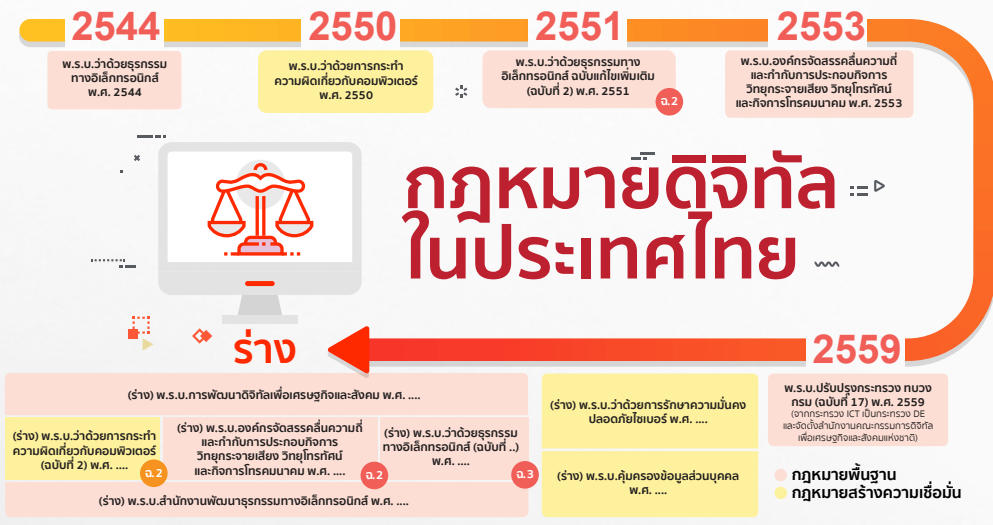 2544
2550
2551
2553
พ.ร.บ.ว่าด้วยธุรกรรม
ทางอิเล็กทรอนิกส์
พ.ศ. 2544
พ.ร.บ.ว่าด้วยการกระทำ
ความผิดเกี่ยวกับคอมพิวเตอร์
พ.ศ. 2550
พ.ร.บ.ว่าด้วยธุรกรรมทาง
อิเล็กทรอนิกส์ ฉบับแก้ไขเพิ่มเติม
(ฉบับที่ 2) พ.ศ. 2551
ฉ.2
พ.ร.บ.องค์กรจัดสรรคลื่นความถี่
และกำกับการประกอบกิจการ
วิทยุกระจายเสียง วิทยุโทรทัศน์
และกิจการโทรคมนาคม พ.ศ. 2553
กฎหมายดิจิทัล
ในประเทศไทย
ร่าง
2559
(ร่าง) พ.ร.บ.การพัฒนาดิจิทัลเพื่อเศรษฐกิจและสังคม พ.ศ. ....
(ร่าง) พ.ร.บ.ว่าด้วยการกระทำ
ความผิดเกี่ยวกับคอมพิวเตอร์
(ฉบับที่ 2) พ.ศ. ....
ฉ.2
(ร่าง) พ.ร.บ.องค์กรจัดสรรคลื่นความถี่
และกำกับการประกอบกิจการ
วิทยุกระจายเสียง วิทยุโทรทัศน์
และกิจการโทรคมนาคม พ.ศ. ....
ฉ.2
(ร่าง) พ.ร.บ.ว่าด้วยธุรกรรม
ทางอิเล็กทรอนิกส์ (ฉบับที่ ..)
พ.ศ. ....
ฉ.3
(ร่าง) พ.ร.บ.สำนักงานพัฒนาธุรกรรมทางอิเล็กทรอนิกส์ พ.ศ. ....
(ร่าง) พ.ร.บ.ว่าด้วยการรักษาความมั่นคง
ปลอดภัยไซเบอร์ พ.ศ. ....
(ร่าง) พ.ร.บ.คุ้มครองข้อมูลส่วนบุคคล
พ.ศ. ....
พ.ร.บ.ปรับปรุงกระทรวง ทบวง
กรม (ฉบับที่ 17) พ.ศ. 2559
(จากกระทรวง ICT เป็นกระทรวง DE
และจัดตั้งสำนักงานคณะกรรมการดิจิทัล
เพื่อเศรษฐกิจและสังคมแห่งชาติ)
กฎหมายพื้นฐาน
กฎหมายสร้างความเชื่อมั่น